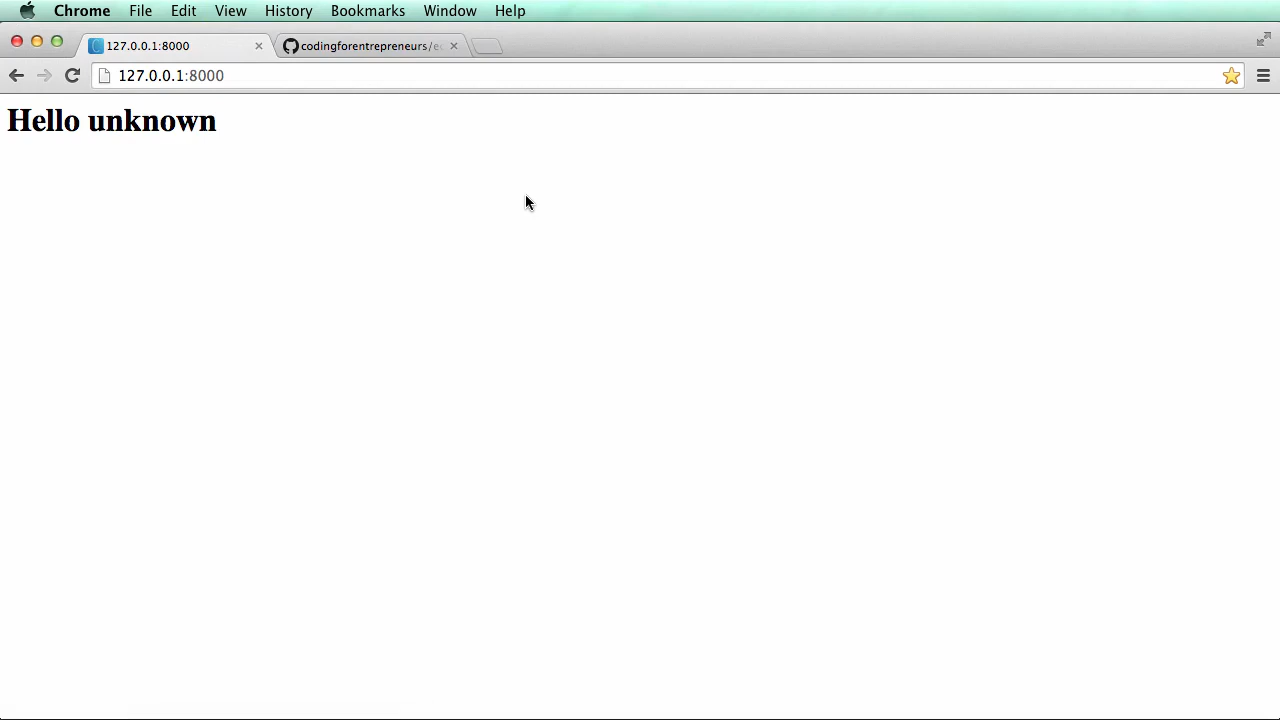 Chrome File Edit View History Bookmarks Window Help
127.0.0.1:8000 codingforentrepreneurs/e
127.0.0.1:8000
Hello unknown